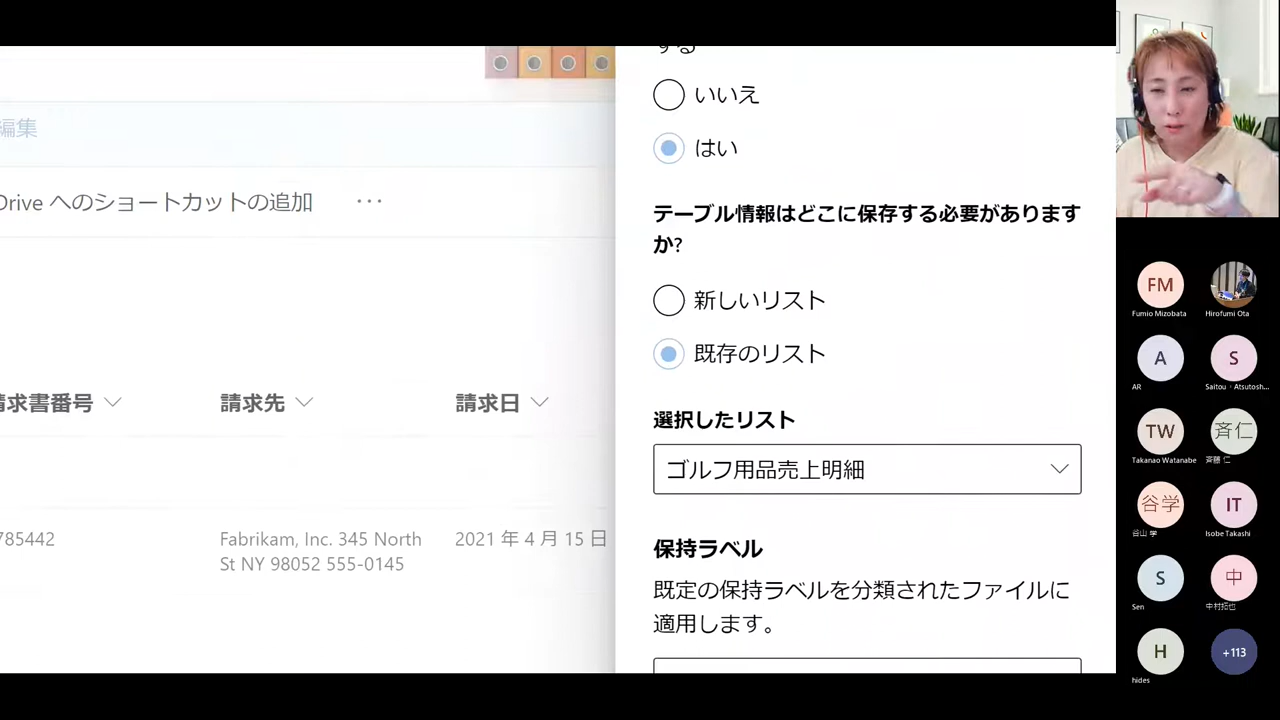 する
いいえ
はい
テーブル情報はどこに保存する必要があります
か?
新しいリスト
既存のリスト
選択したリスト
ゴルフ用品売上明細
保持ラベル
既定の保持ラベルを分類されたファイルに
適用します。
編集
Drive へのショートカットの追加 ···
請求書番号
請求先
請求日
785442
Fabrikam, Inc. 345 North
St NY 98052 555-0145
2021 年 4 月 15 日
FM
Fumio Mizobata
Hirofumi Ota
A
AR
S
Saitou・Atsutosh...
TW
Takanao Watanabe
斉仁
斉藤 仁
谷学
谷山 学
IT
Isobe Takashi
S
Sen
中
中村拓也
H
hides
+113